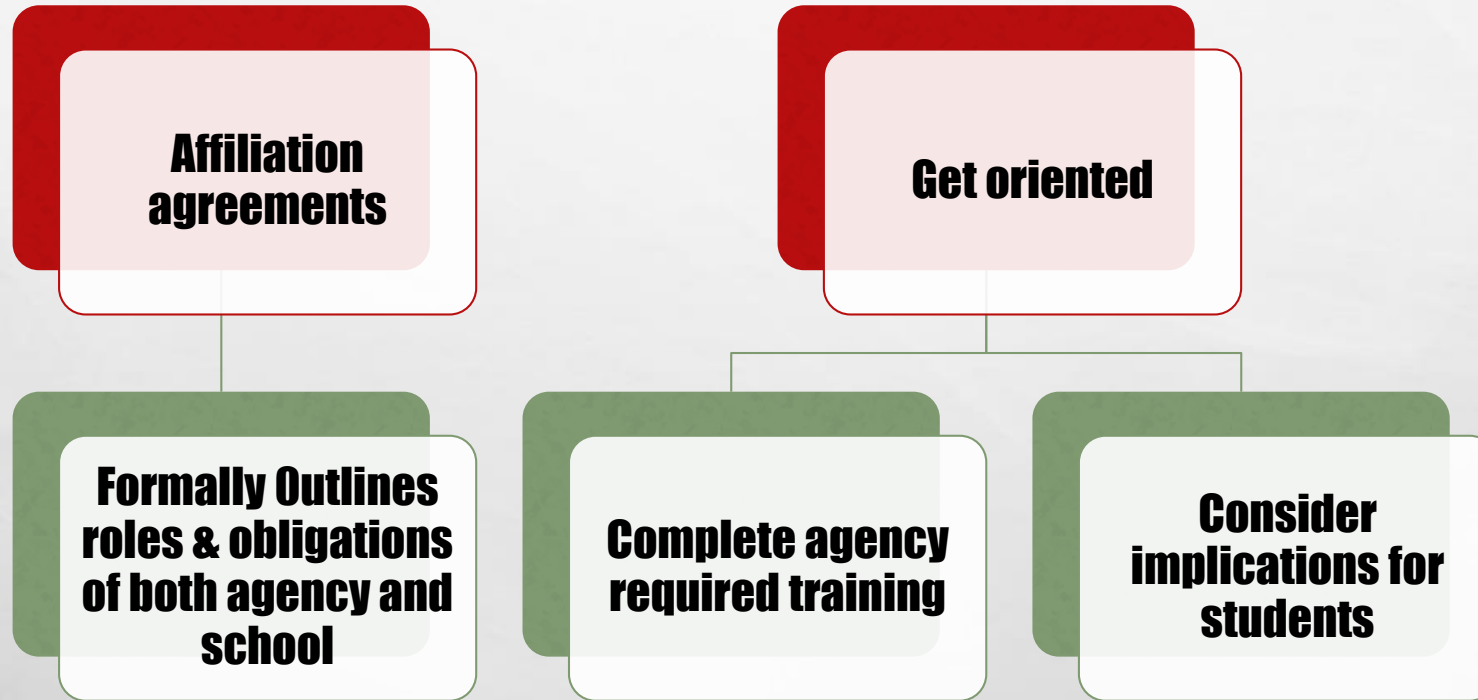 Affiliation
agreements
Get oriented
Formally Outlines
roles & obligations
of both agency and
school
Complete agency
required training
Consider
implications for
students